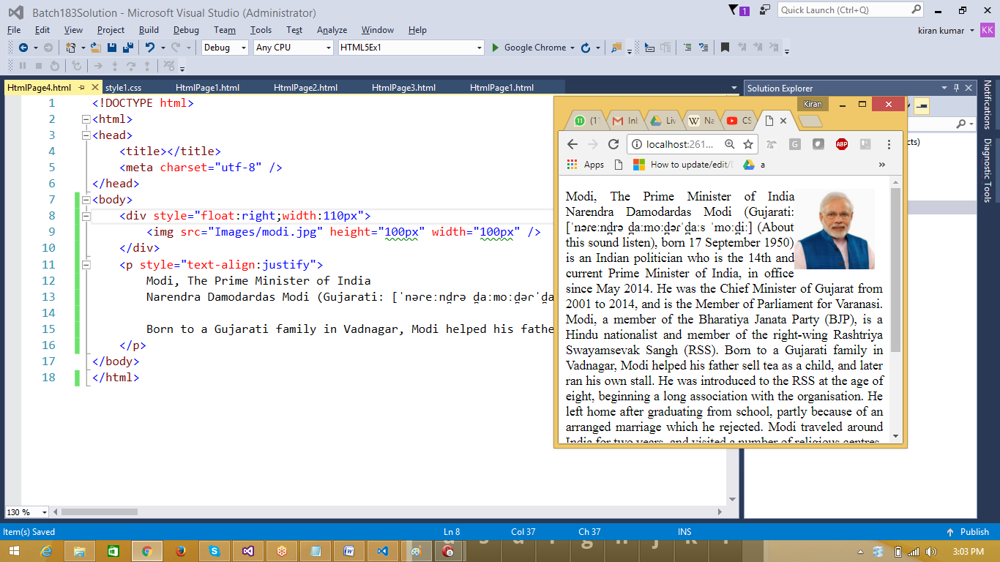 Batch183Solution - Microsoft Visual Studio (Administrator)
1
Quick Launch (Ctrl+Q)
File Edit View Project Build Debug Team Tools Test Analyze Window Help
kiran kumar KK
Debug Any CPU HTML5Ex1 Google Chrome
HtmlPage4.html style1.css HtmlPage1.html HtmlPage2.html HtmlPage3.html HtmlPage1.html
Solution Explorer
Notifications
Diagnostic Tools
1 <!DOCTYPE html>
2 <html>
3 <head>
4 <title></title>
5 <meta charset="utf-8" />
6 </head>
7 <body>
8 <div style="float:right;width:110px">
9 <img src="Images/modi.jpg" height="100px" width="100px" />
10 </div>
11 <p style="text-align:justify">
12 Modi, The Prime Minister of India
13 Narendra Damodardas Modi (Gujarati: [ˈnəreːnd̪rə d̪aːmoːd̪ərˈd̪a
14
15 Born to a Gujarati family in Vadnagar, Modi helped his fathe
16 </p>
17 </body>
18 </html>
Kiran
11 (1 Inl Liv Na CS
localhost:261...
G ABP
Apps How to update/edit/ a »
cts)
Modi, The Prime Minister of India
Narendra Damodardas Modi (Gujarati:
[ˈnəreːnd̪rə d̪aːmoːd̪ərˈd̪aːs ˈmoːd̪iː] (About
this sound listen), born 17 September 1950)
is an Indian politician who is the 14th and
current Prime Minister of India, in office
since May 2014. He was the Chief Minister of Gujarat from
2001 to 2014, and is the Member of Parliament for Varanasi.
Modi, a member of the Bharatiya Janata Party (BJP), is a
Hindu nationalist and member of the right-wing Rashtriya
Swayamsevak Sangh (RSS). Born to a Gujarati family in
Vadnagar, Modi helped his father sell tea as a child, and later
ran his own stall. He was introduced to the RSS at the age of
eight, beginning a long association with the organisation. He
left home after graduating from school, partly because of an
arranged marriage which he rejected. Modi traveled around
India for two years, and visited a number of religious centres
130 %
Item(s) Saved Ln 8 Col 37 Ch 37 INS Publish
3:03 PM